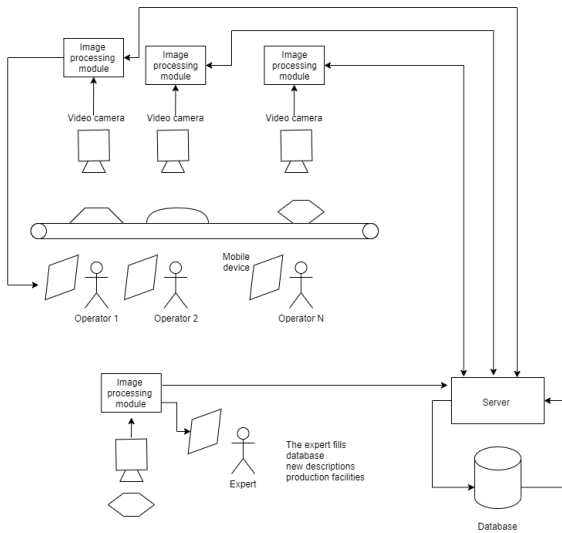 Image
processing
module
Image
processing
module
Image
processing
module
Video camera
Video camera
Video camera
Mobile
device
Operator 1
Operator 2
Operator N
Image
processing
module
Server
The expert fills
database
new descriptions
production facilities
Expert
Database